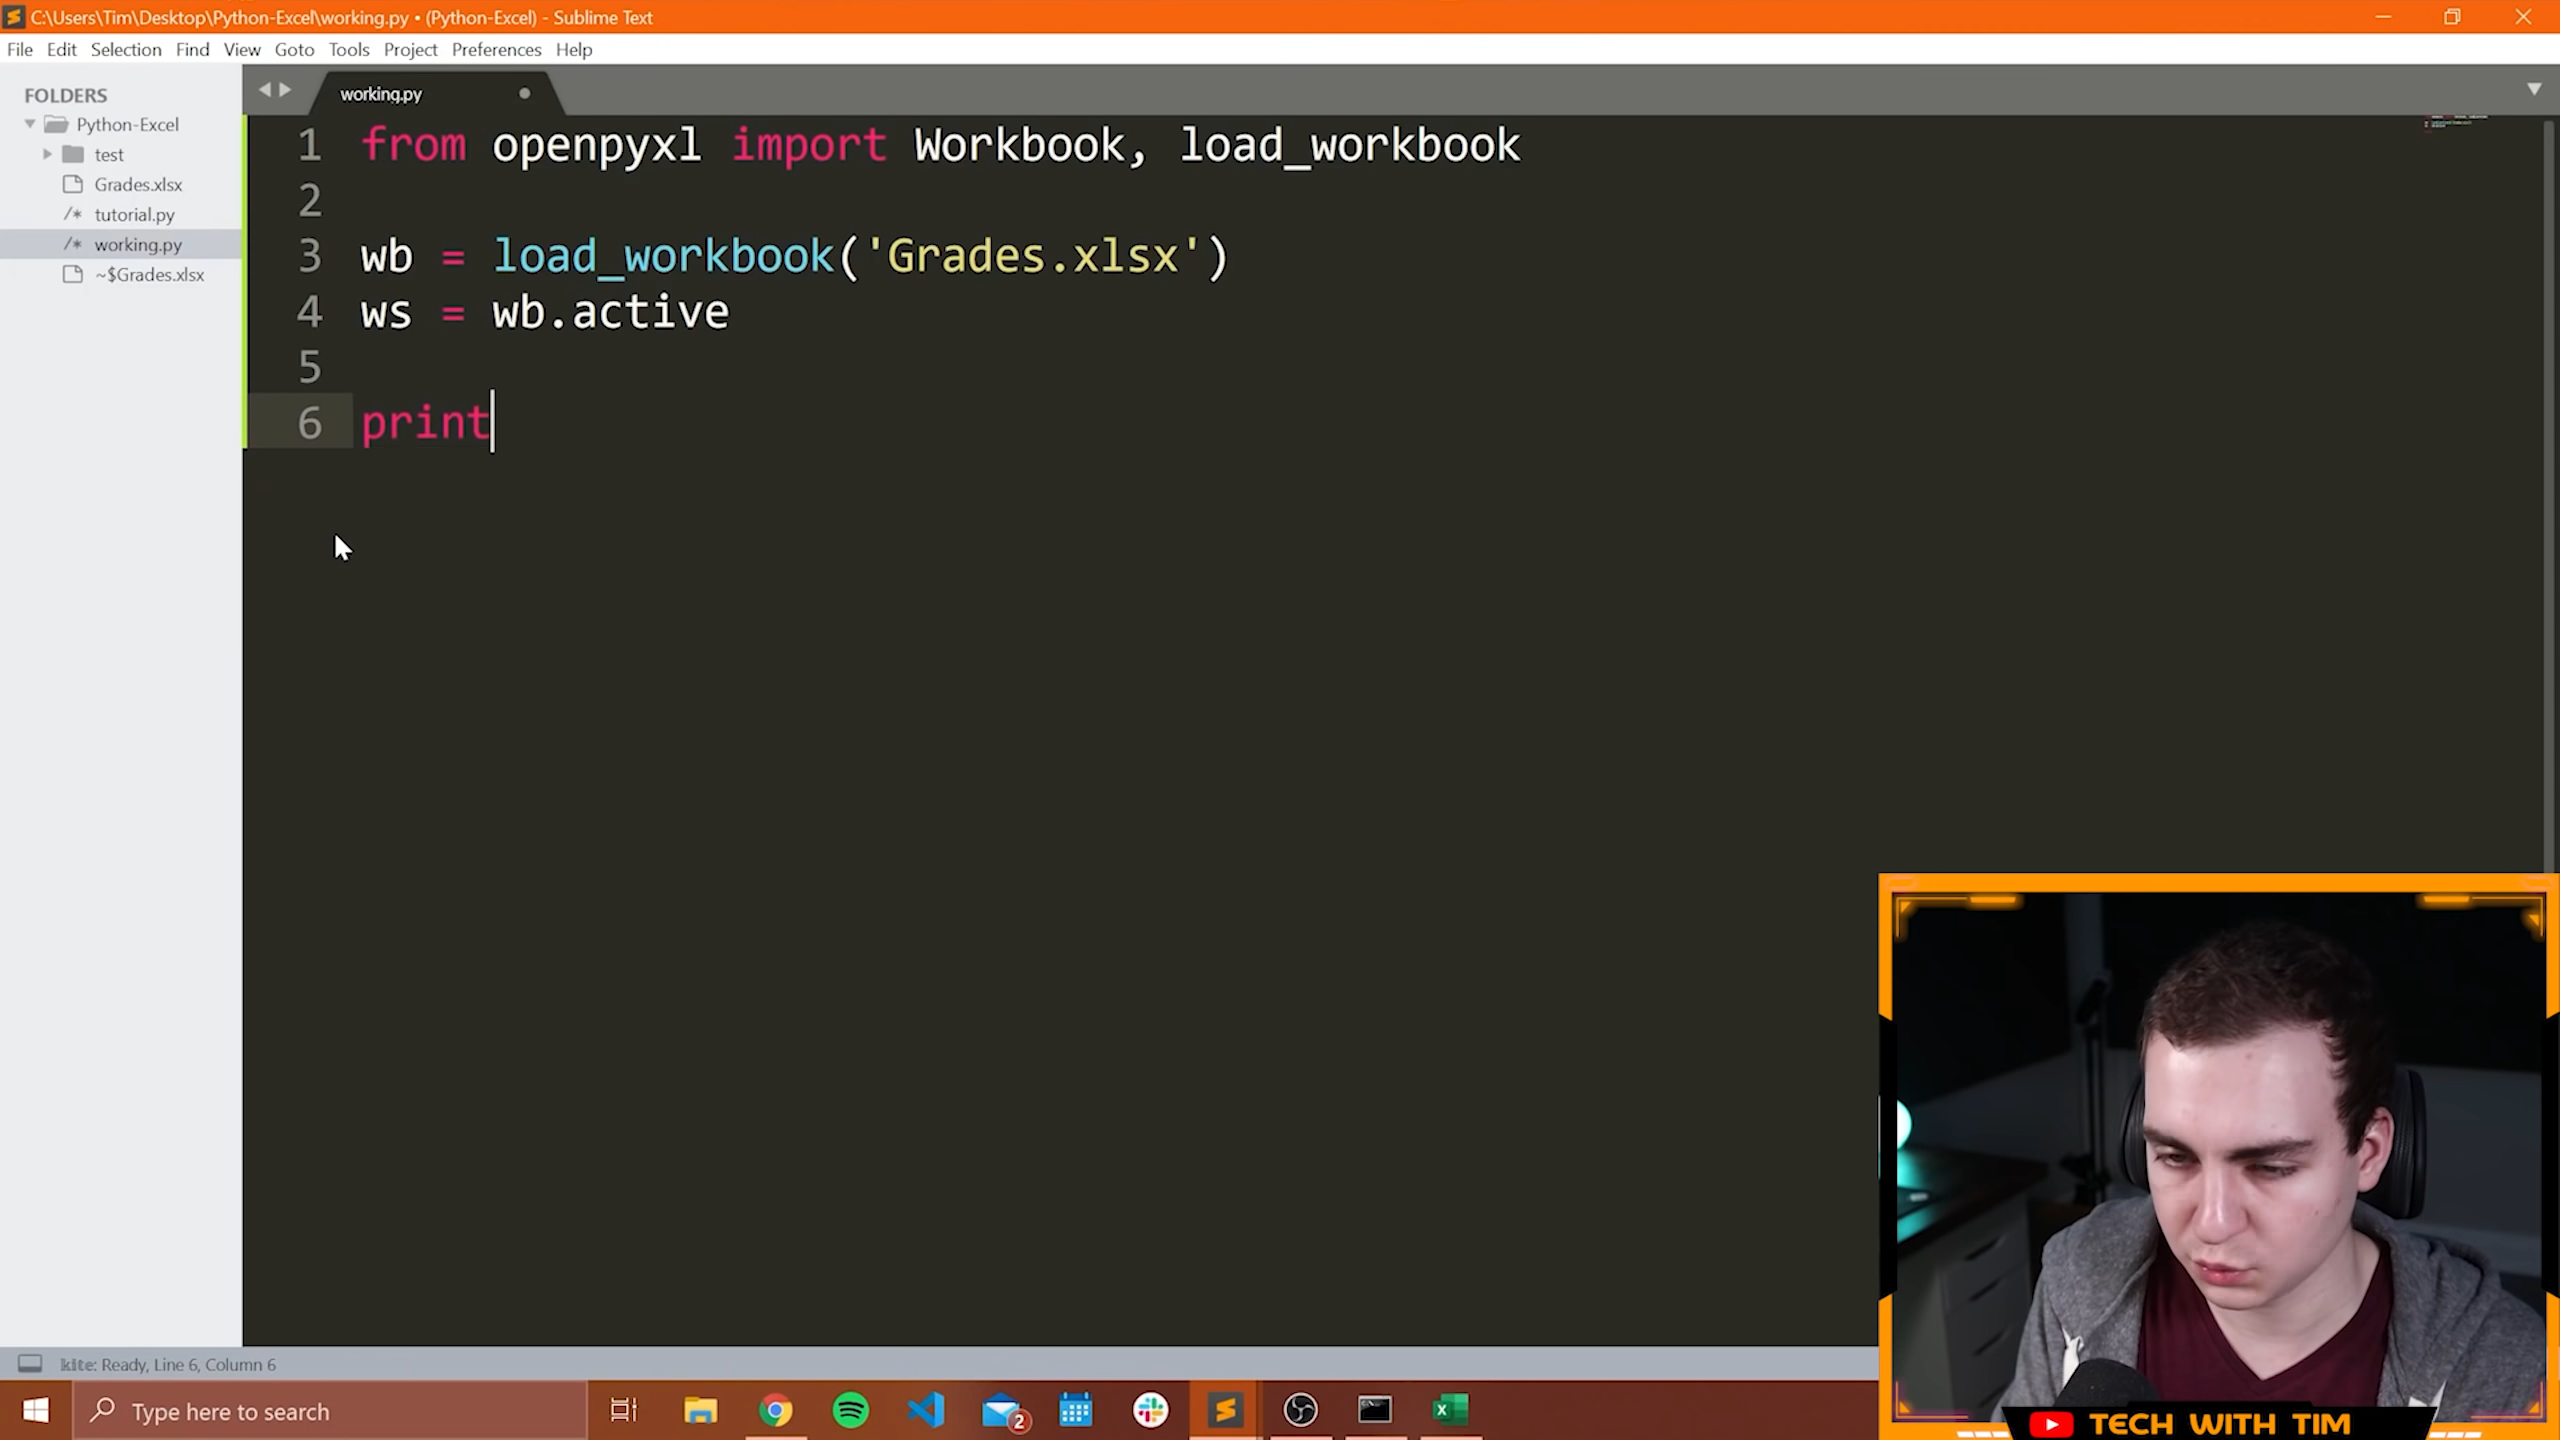 C:\Users\Tim\Desktop\Python-Excel\working.py • (Python-Excel) - Sublime Text
File Edit Selection Find View Goto Tools Project Preferences Help
FOLDERS
Python-Excel
test
Grades.xlsx
/* tutorial.py
/* working.py
~$Grades.xlsx
working.py
1 from openpyxl import Workbook, load_workbook
2
3 wb = load_workbook('Grades.xlsx')
4 ws = wb.active
5
6 print
kite: Ready, Line 6, Column 6
Type here to search
2
TECH WITH TIM